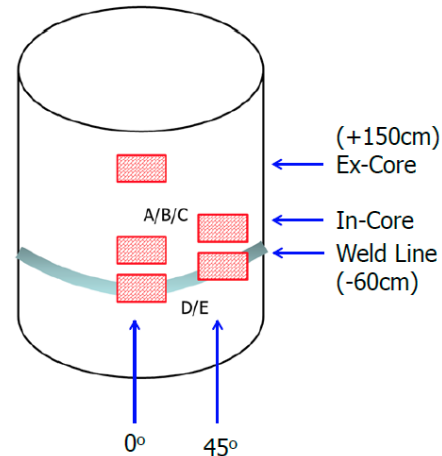 (+150cm)
Ex-Core
A/B/C
In-Core
Weld Line
(-60cm)
D/E
0o
45o